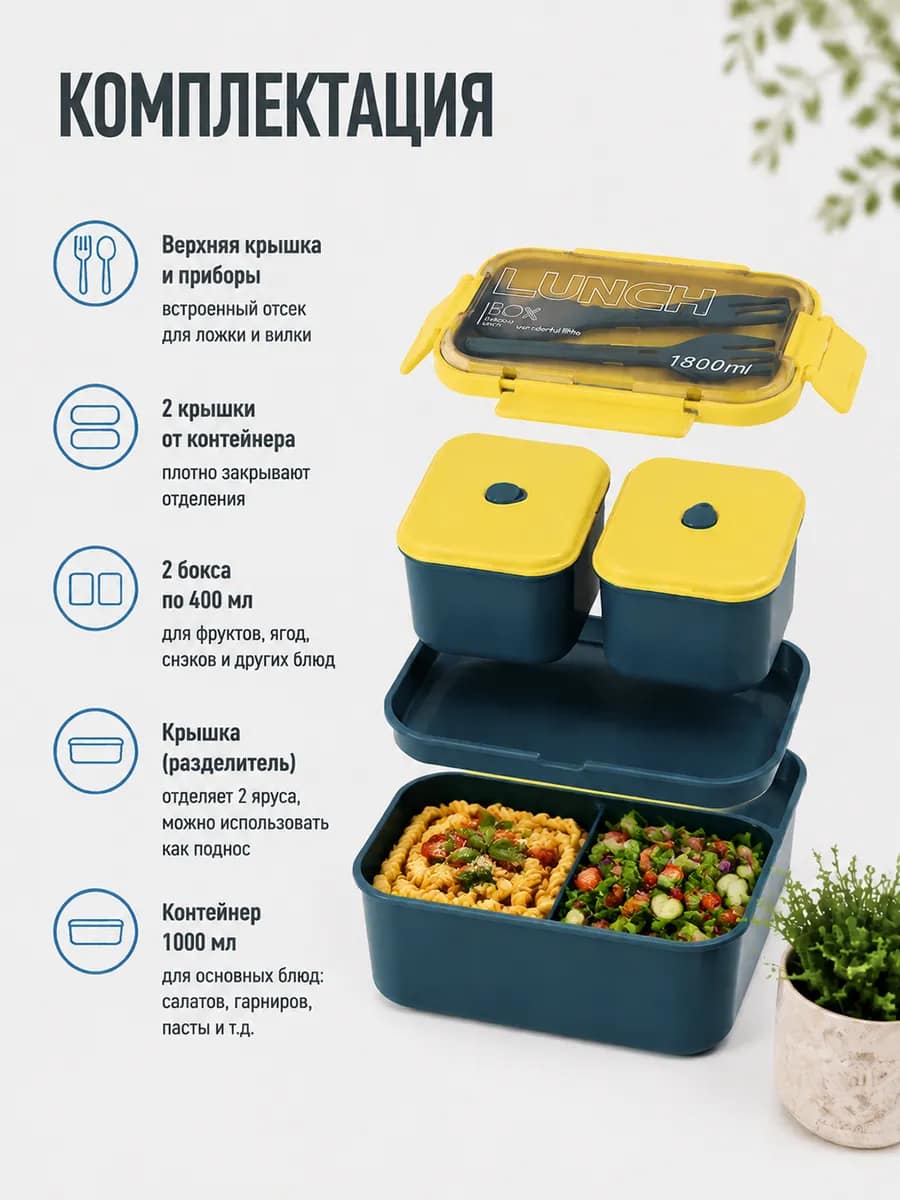 КОМПЛЕКТАЦИЯ
Верхняя крышка
и приборы
встроенный отсек
для ложки и вилки
2 крышки
от контейнера
плотно закрывают
отделения
2 бокса
по 400 мл
для фруктов, ягод,
снэков и других блюд
Крышка
(разделитель)
отделяет 2 яруса,
можно использовать
как поднос
Контейнер
1000 мл
для основных блюд:
салатов, гарниров,
пасты и т.д.
LUNCH
BOX
1800ml